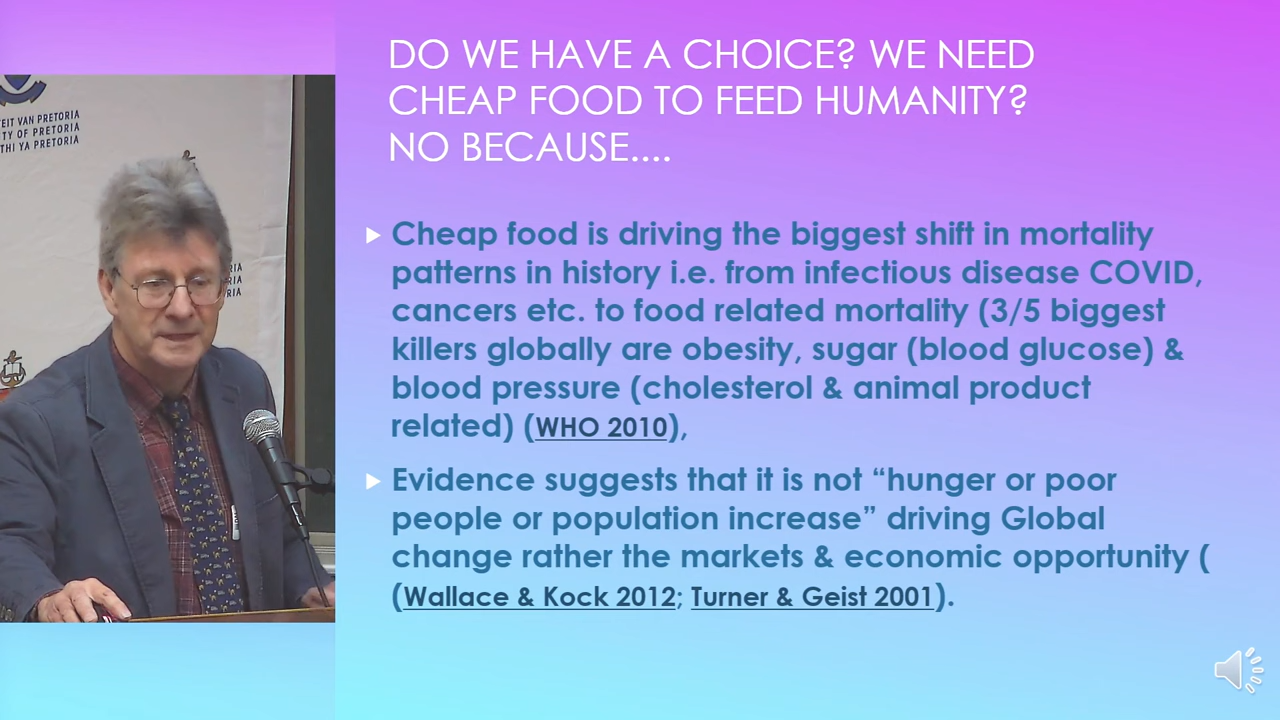 DO WE HAVE A CHOICE? WE NEED
CHEAP FOOD TO FEED HUMANITY?
NO BECAUSE....
Cheap food is driving the biggest shift in mortality
patterns in history i.e. from infectious disease COVID,
cancers etc. to food related mortality (3/5 biggest
killers globally are obesity, sugar (blood glucose) &
blood pressure (cholesterol & animal product
related) (WHO 2010),
Evidence suggests that it is not “hunger or poor
people or population increase” driving Global
change rather the markets & economic opportunity (
(Wallace & Kock 2012; Turner & Geist 2001).
EIT VAN PRETORIA
TY OF PRETORIA
THI YA PRETORIA
RIA
RIA
RIA